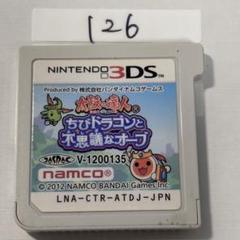 126
NINTENDO 3DS
Produced by 株式会社バンダイナムコゲームス
太鼓の達人
ちびドラゴンと
不思議なオーブ
V-1200135
namco
© 2012 NAMCO BANDAI Games Inc.
LNA-CTR-ATDJ-JPN